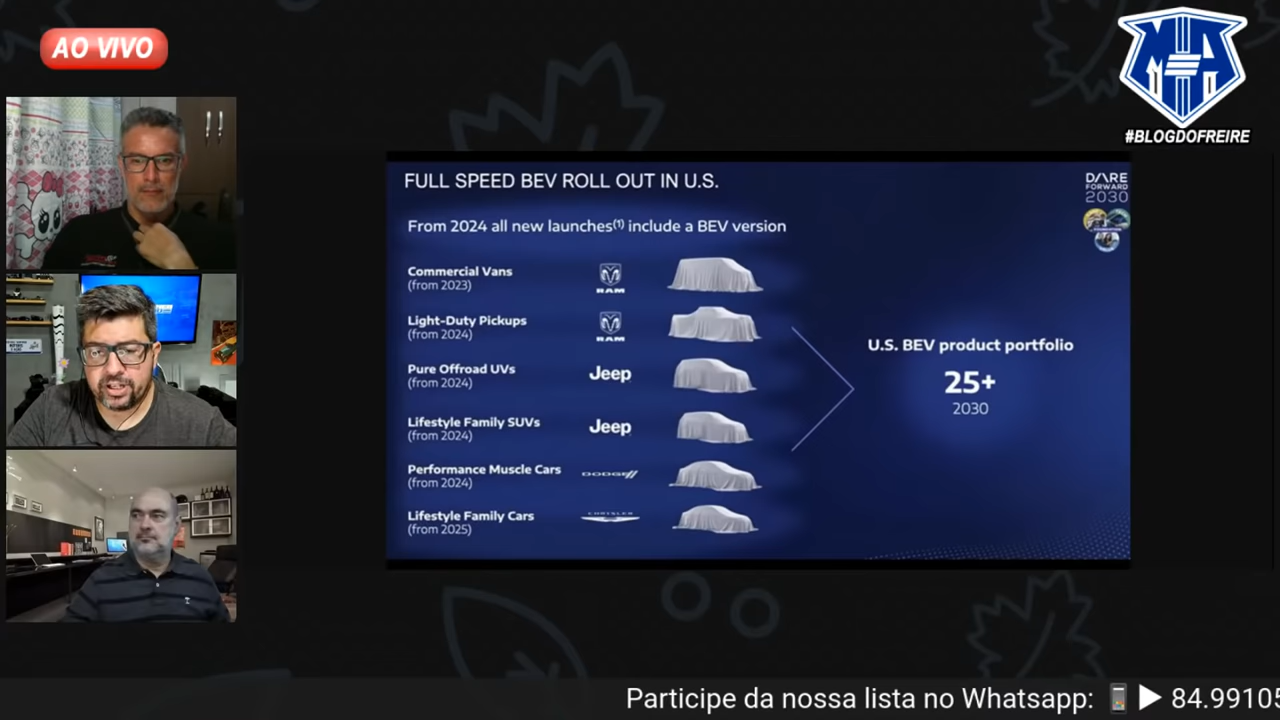 AO VIVO
MA
#BLOGDOFREIRE
FULL SPEED BEV ROLL OUT IN U.S.
DARE
FORWARD
2030
From 2024 all new launches(1) include a BEV version
Commercial Vans
(from 2023)
RAM
Light-Duty Pickups
(from 2024)
RAM
Pure Offroad UVs
(from 2024)
Jeep
Lifestyle Family SUVs
(from 2024)
Jeep
Performance Muscle Cars
(from 2024)
DODGE
Lifestyle Family Cars
(from 2025)
CHRYSLER
U.S. BEV product portfolio
25+
2030
Participe da nossa lista no Whatsapp: 84.99105